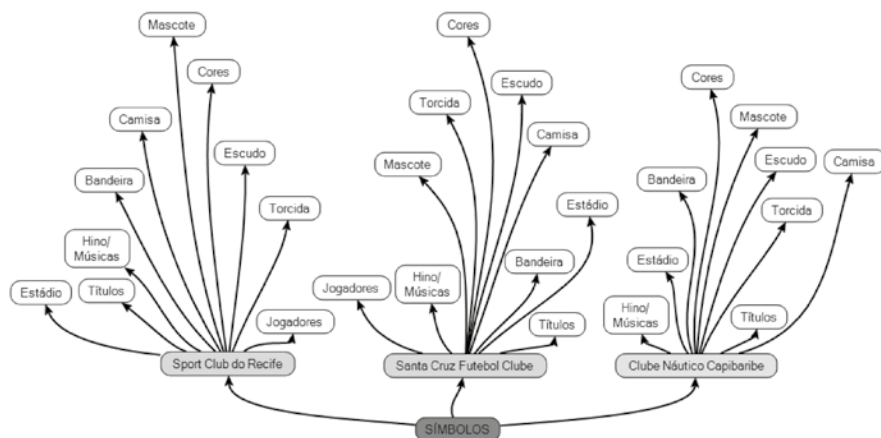 Mascote
Cores
Camisa
Escudo
Bandeira
Torcida
Hino/
Músicas
Estádio
Títulos
Jogadores
Sport Club do Recife
Cores
Escudo
Torcida
Camisa
Mascote
Estádio
Bandeira
Hino/
Músicas
Jogadores
Títulos
Santa Cruz Futebol Clube
Cores
Mascote
Escudo
Camisa
Bandeira
Torcida
Estádio
Hino/
Músicas
Títulos
Clube Náutico Capibaribe
SÍMBOLOS